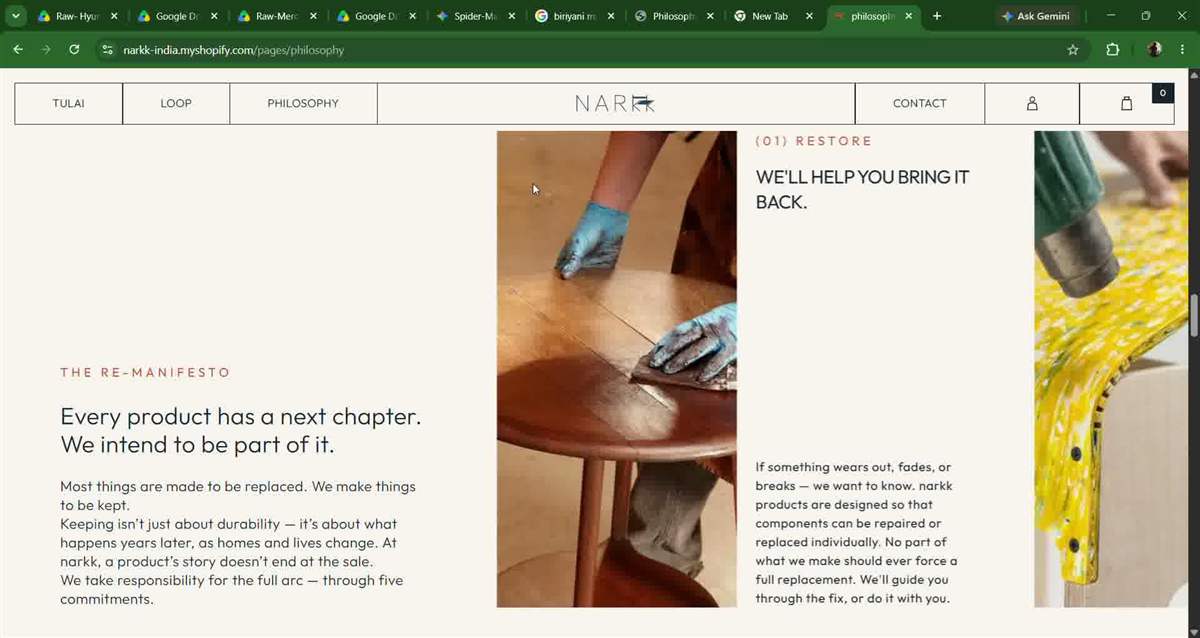 Raw- Hyu
Google Dr
Raw-Merc
Google Dr
Spider-Ma
biriyani m
Philosoph
New Tab
philosoph
Ask Gemini
narkk-india.myshopify.com/pages/philosophy
TULAI
LOOP
PHILOSOPHY
NARKK
CONTACT
0
(01) RESTORE
WE'LL HELP YOU BRING IT
BACK.
THE RE-MANIFESTO
Every product has a next chapter.
We intend to be part of it.
Most things are made to be replaced. We make things
to be kept.
Keeping isn't just about durability — it's about what
happens years later, as homes and lives change. At
narkk, a product's story doesn't end at the sale.
We take responsibility for the full arc — through five
commitments.
If something wears out, fades, or
breaks — we want to know. narkk
products are designed so that
components can be repaired or
replaced individually. No part of
what we make should ever force a
full replacement. We'll guide you
through the fix, or do it with you.